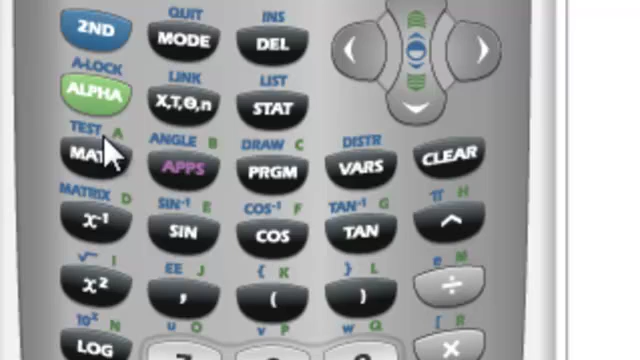 QUIT INS
2ND MODE DEL
A-LOCK LINK LIST
ALPHA X,T,Θ,n STAT
TEST A ANGLE B DRAW C DISTR
APPS PRGM VARS CLEAR
MATRIX D SIN⁻¹ E COS⁻¹ F TAN⁻¹ G π H
x⁻¹ SIN COS TAN ^
√ I EE J { K } L e M
x² , ( ) ÷
10ˣ N u O v P w Q [ R
LOG ×